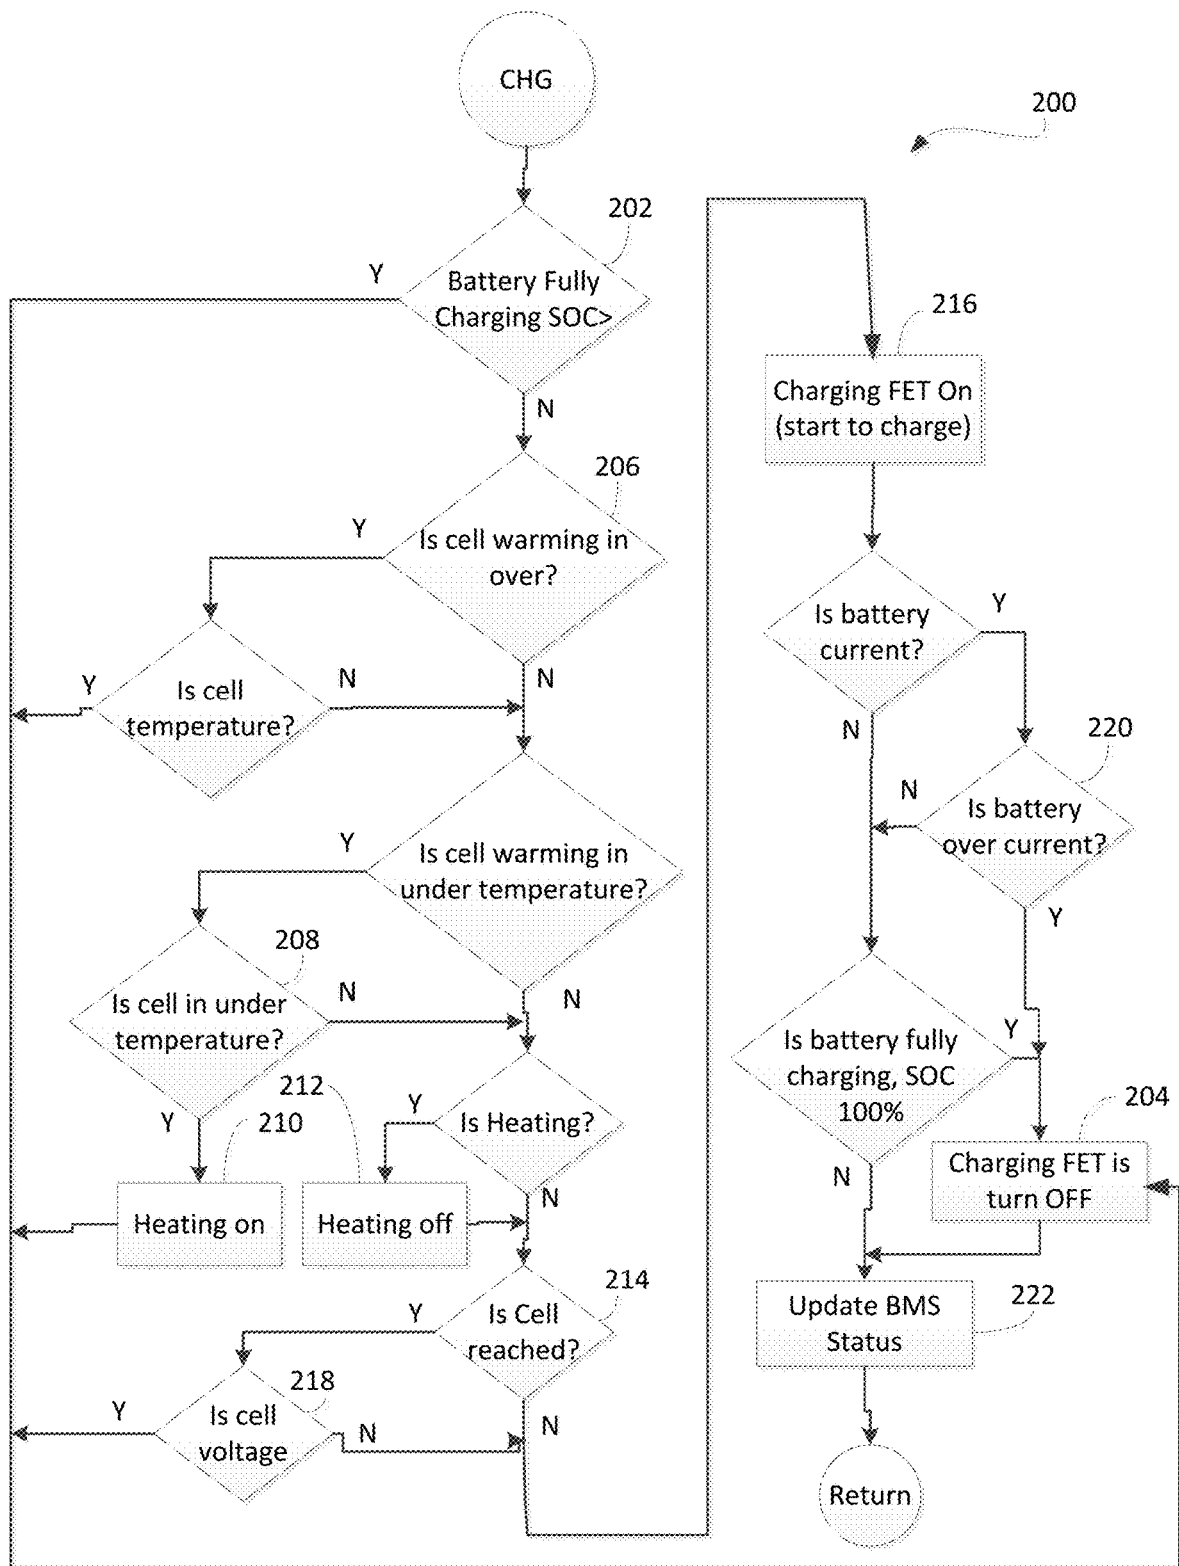 CHG
200
202
Y
Battery Fully
Charging SOC>
N
216
Charging FET On
(start to charge)
206
Y
Is cell warming in
over?
N
Y
Is cell
temperature?
N
Is battery
current?
Y
N
220
N
Is battery
over current?
Y
Y
Is cell warming in
under temperature?
N
208
Is cell in under
temperature?
N
Y
210
Heating on
212
Y
Is Heating?
N
Heating off
Is battery fully
charging, SOC
100%
Y
N
204
Charging FET is
turn OFF
214
Y
Is Cell
reached?
N
218
Y
Is cell
voltage
N
Update BMS
Status
222
Return